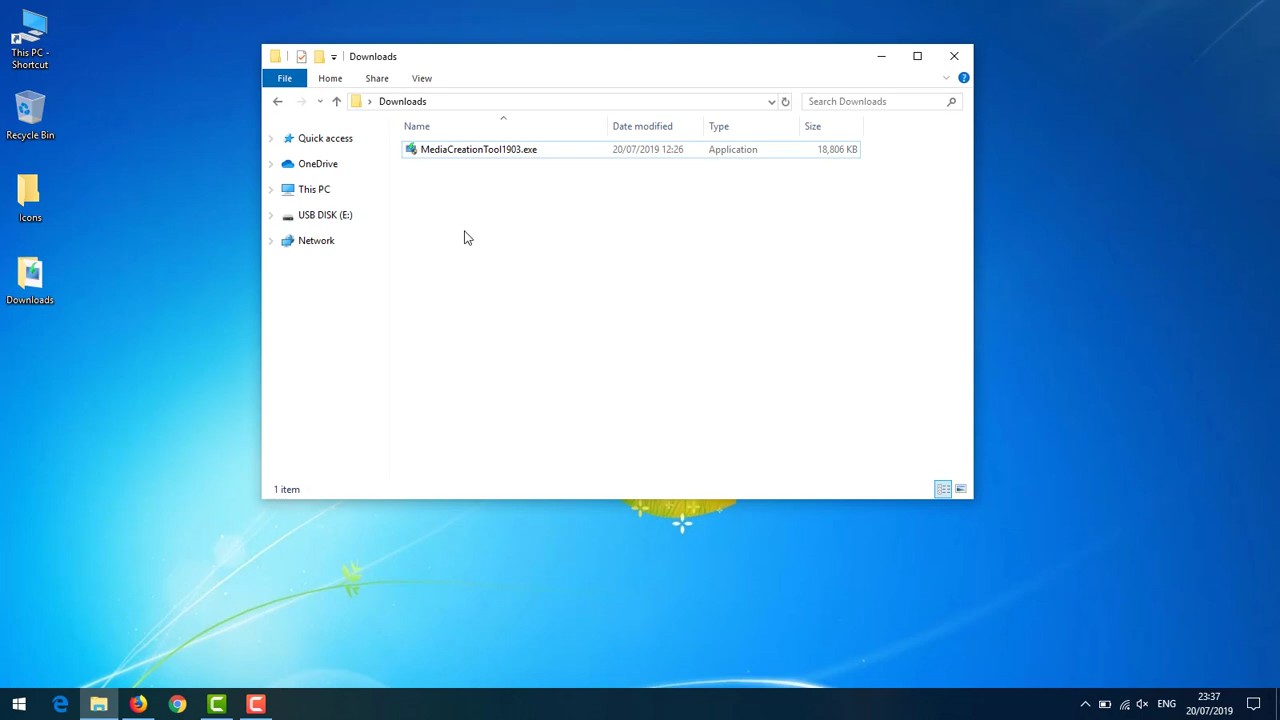 This PC -
Shortcut
Recycle Bin
Icons
Downloads
Downloads
File Home Share View
Downloads
Search Downloads
Name Date modified Type Size
MediaCreationTool1903.exe 20/07/2019 12:26 Application 18,806 KB
Quick access
OneDrive
This PC
USB DISK (E:)
Network
1 item
ENG
23:37
20/07/2019